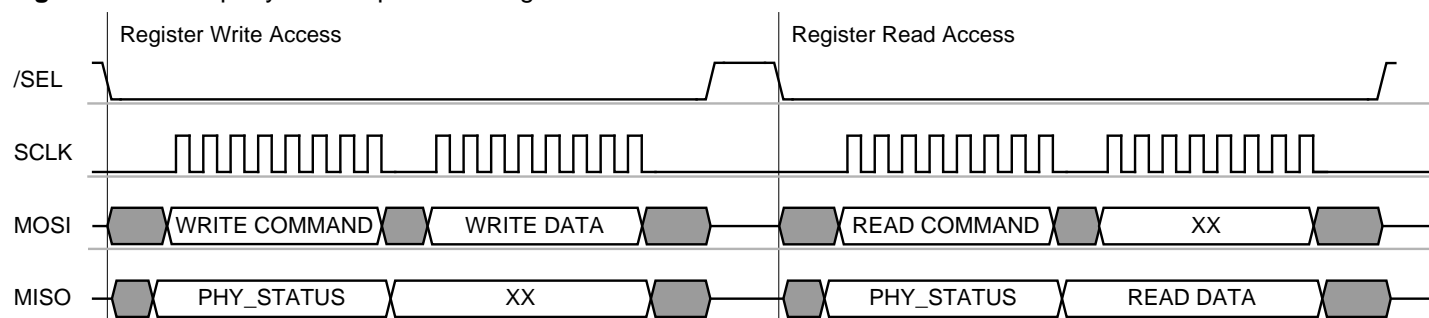 Register Write Access
Register Read Access
/SEL
SCLK
MOSI
WRITE COMMAND
WRITE DATA
READ COMMAND
XX
MISO
PHY_STATUS
XX
PHY_STATUS
READ DATA